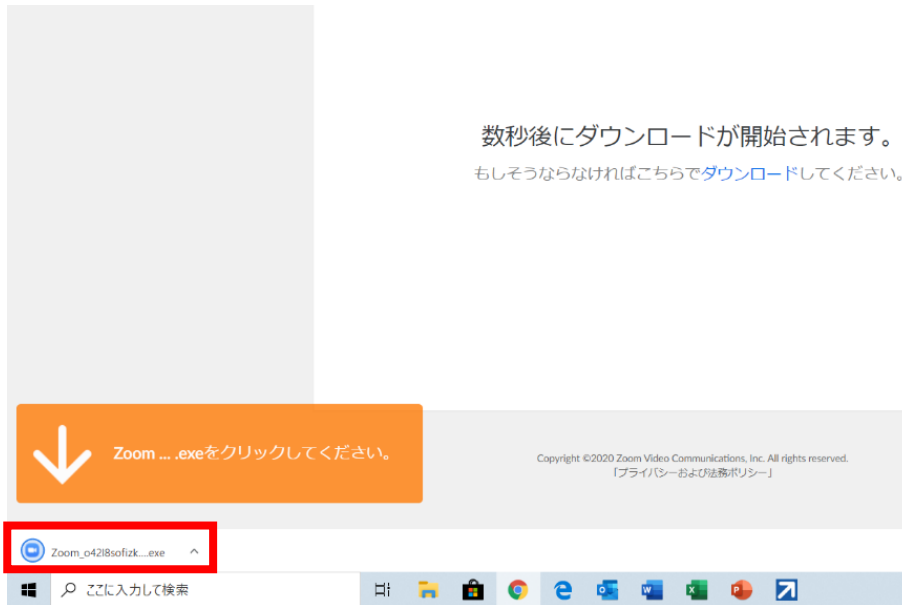 数秒後にダウンロードが開始されます。
もしそうならなければこちらでダウンロードしてください。
Zoom ... .exeをクリックしてください。
Copyright ©2020 Zoom Video Communications, Inc. All rights reserved.
「プライバシーおよび法務ポリシー」
Zoom_o42l8sofizk....exe
ここに入力して検索